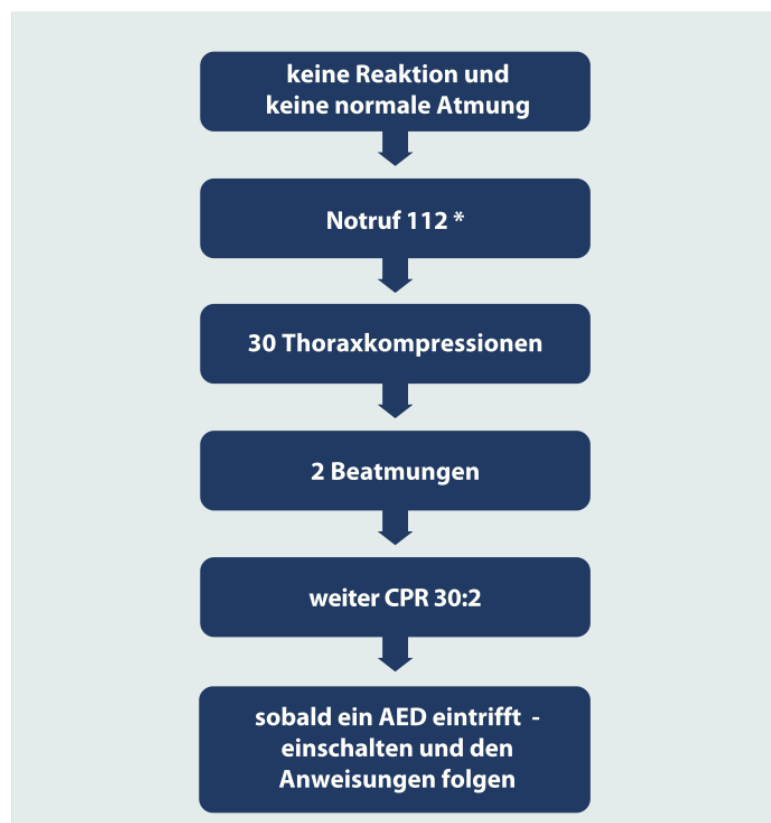 keine Reaktion und
keine normale Atmung
Notruf 112 *
30 Thoraxkompressionen
2 Beatmungen
weiter CPR 30:2
sobald ein AED eintrifft -
einschalten und den
Anweisungen folgen